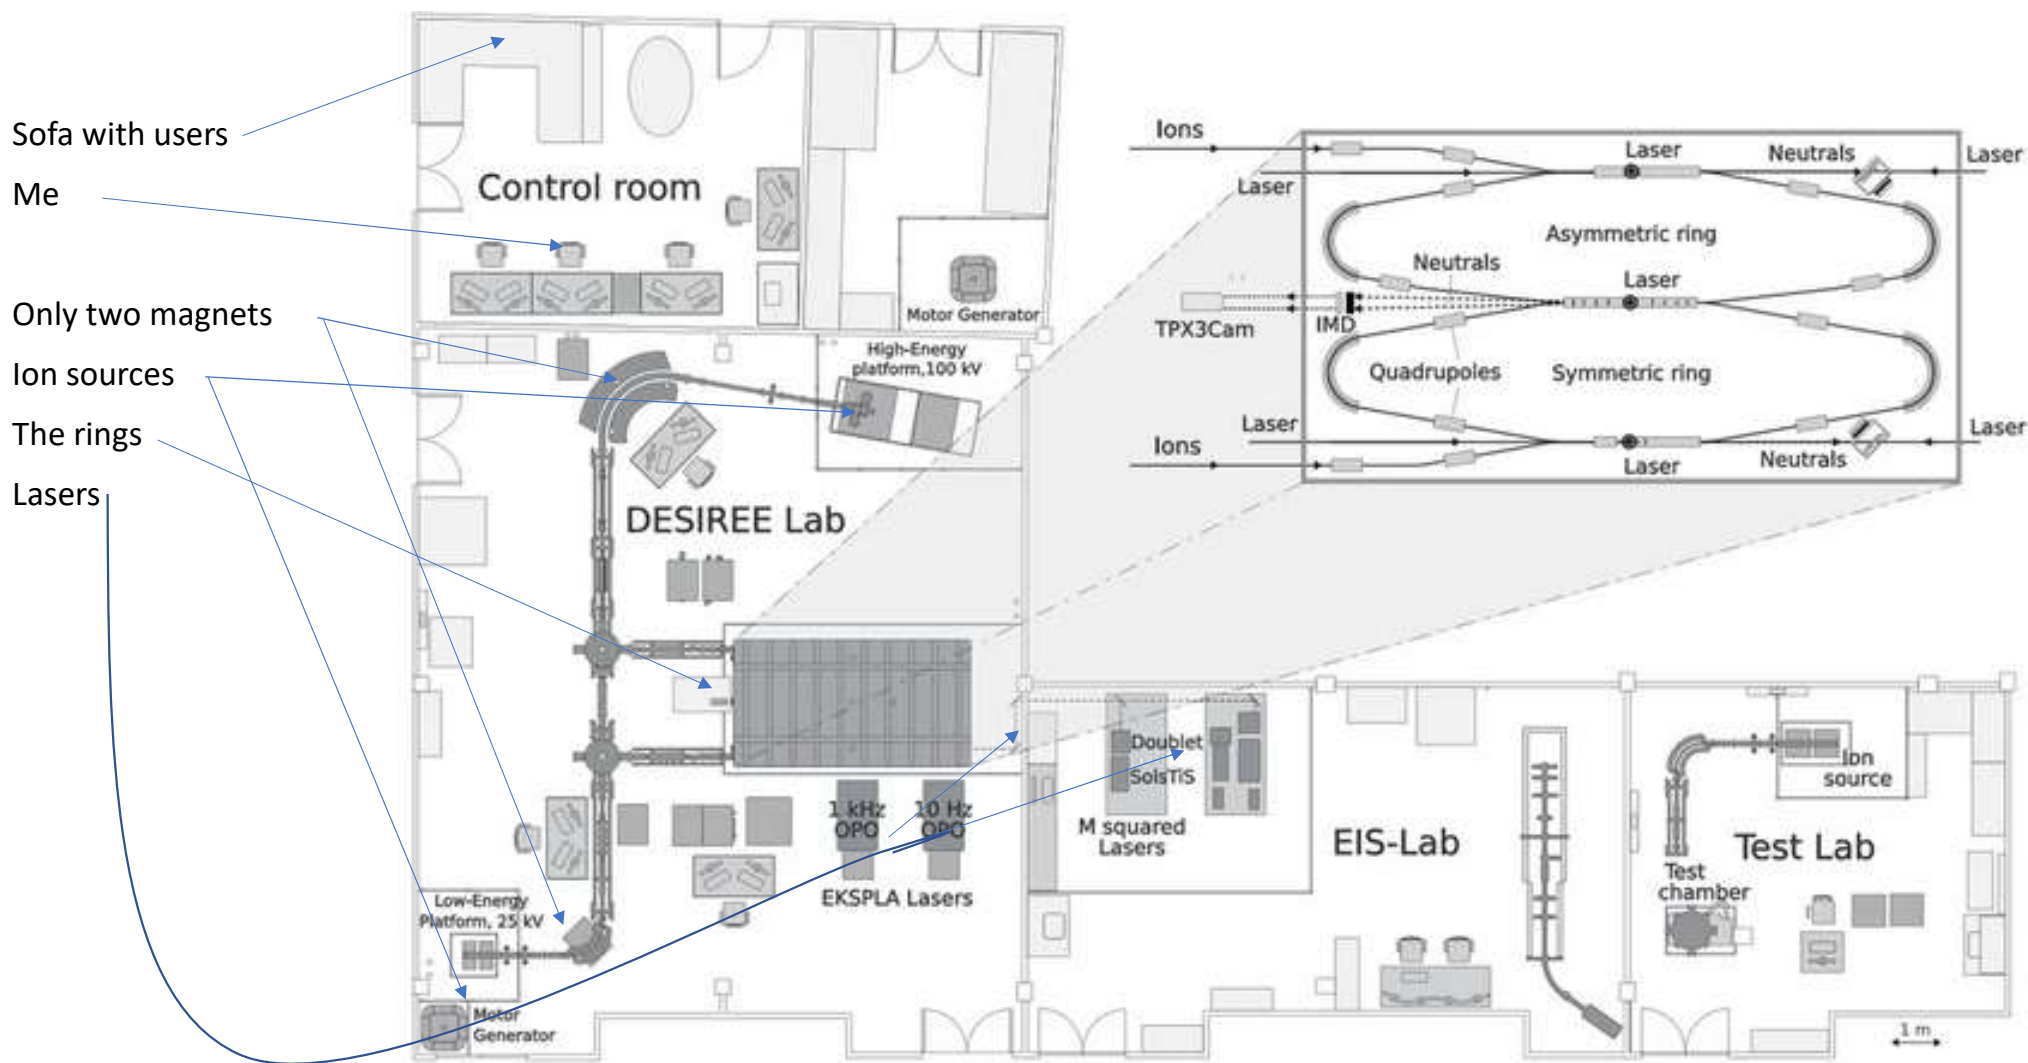 Sofa with users
Me
Only two magnets
Ion sources
The rings
Lasers
Control room
Motor Generator
High-Energy
platform,100 kV
DESIREE Lab
1 kHz
OPO
10 Hz
OPO
EKSPLA Lasers
Low-Energy
Platform, 25 kV
Motor
Generator
Ions
Laser
Laser
Neutrals
Laser
Asymmetric ring
Neutrals
Laser
TPX3Cam
IMD
Quadrupoles
Symmetric ring
Laser
Ions
Laser
Neutrals
Laser
Doublet
SolsTiS
M squared
Lasers
EIS-Lab
Ion
source
Test Lab
Test
chamber
1 m